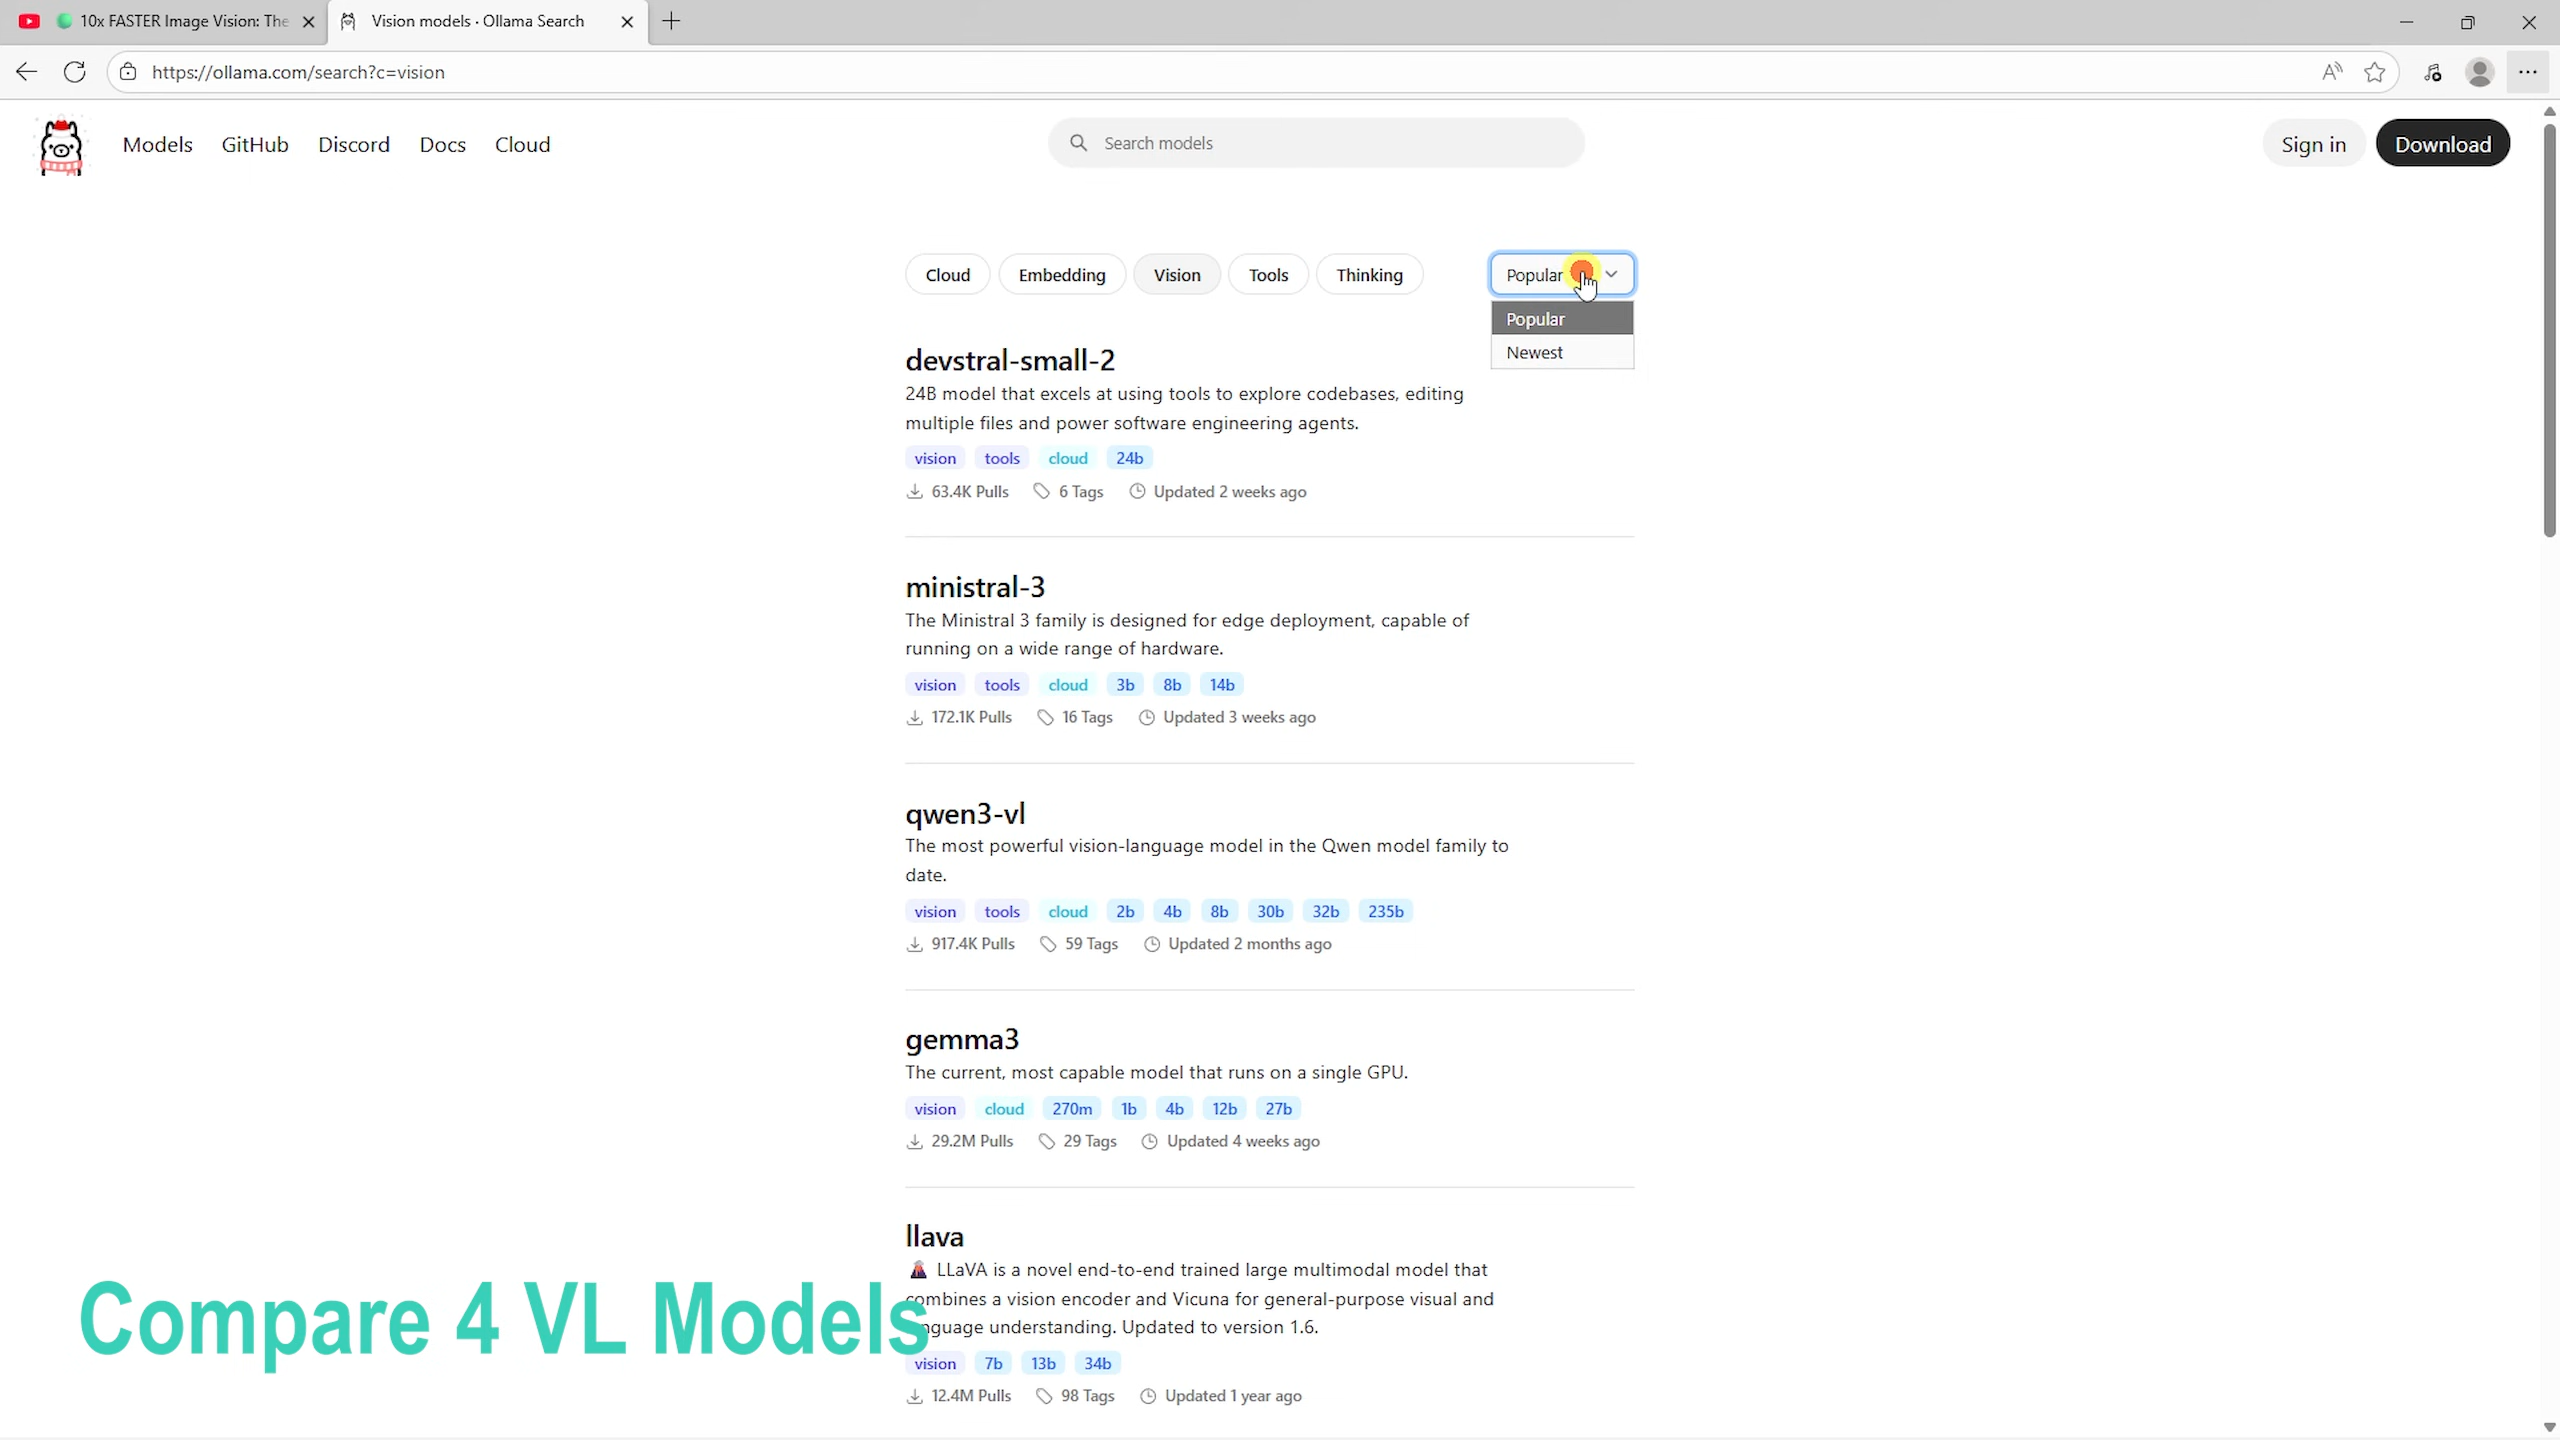 10x FASTER Image Vision: The
Vision models · Ollama Search
https://ollama.com/search?c=vision
Models GitHub Discord Docs Cloud
Search models
Sign in Download
Cloud Embedding Vision Tools Thinking Popular
Popular
Newest
devstral-small-2
24B model that excels at using tools to explore codebases, editing
multiple files and power software engineering agents.
vision tools cloud 24b
63.4K Pulls 6 Tags Updated 2 weeks ago
ministral-3
The Ministral 3 family is designed for edge deployment, capable of
running on a wide range of hardware.
vision tools cloud 3b 8b 14b
172.1K Pulls 16 Tags Updated 3 weeks ago
qwen3-vl
The most powerful vision-language model in the Qwen model family to
date.
vision tools cloud 2b 4b 8b 30b 32b 235b
917.4K Pulls 59 Tags Updated 2 months ago
gemma3
The current, most capable model that runs on a single GPU.
vision cloud 270m 1b 4b 12b 27b
29.2M Pulls 29 Tags Updated 4 weeks ago
llava
🌋 LLaVA is a novel end-to-end trained large multimodal model that
combines a vision encoder and Vicuna for general-purpose visual and
understanding. Updated to version 1.6.
vision 7b 13b 34b
12.4M Pulls 98 Tags Updated 1 year ago
Compare 4 VL Models